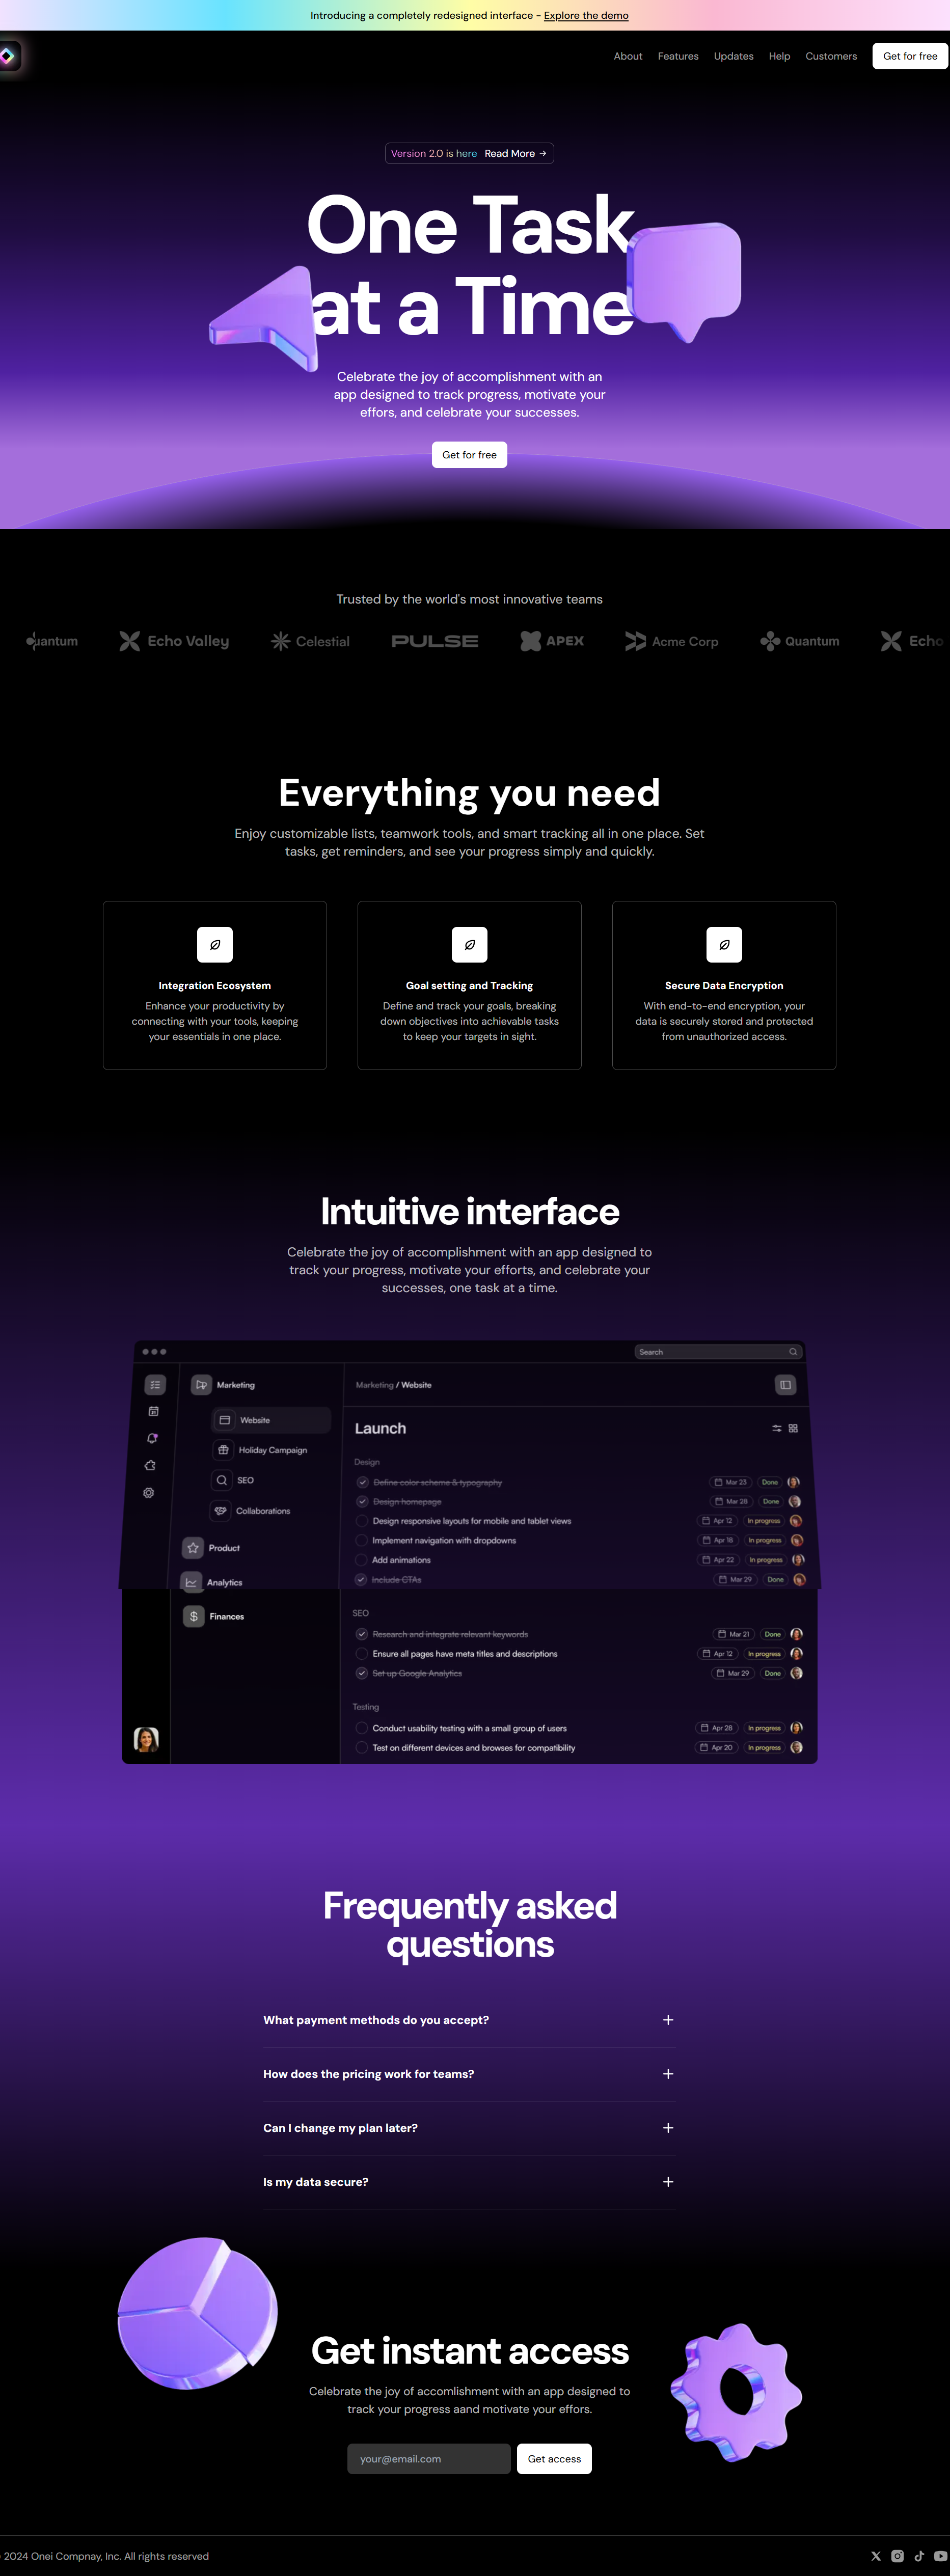 Introducing a completely redesigned interface - Explore the demo
About Features Updates Help Customers Get for free
Version 2.0 is here Read More →
One Task
at a Time
Celebrate the joy of accomplishment with an
app designed to track progress, motivate your
effors, and celebrate your successes.
Get for free
Trusted by the world's most innovative teams
Quantum Echo Valley Celestial PULSE APEX Acme Corp Quantum Echo
Everything you need
Enjoy customizable lists, teamwork tools, and smart tracking all in one place. Set
tasks, get reminders, and see your progress simply and quickly.
Integration Ecosystem
Enhance your productivity by
connecting with your tools, keeping
your essentials in one place.
Goal setting and Tracking
Define and track your goals, breaking
down objectives into achievable tasks
to keep your targets in sight.
Secure Data Encryption
With end-to-end encryption, your
data is securely stored and protected
from unauthorized access.
Intuitive interface
Celebrate the joy of accomplishment with an app designed to
track your progress, motivate your efforts, and celebrate your
successes, one task at a time.
Search
Marketing
Website
Holiday Campaign
SEO
Collaborations
Product
Analytics
Finances
Marketing / Website
Launch
Design
Define color scheme & typography Mar 23 Done
Design homepage Mar 28 Done
Design responsive layouts for mobile and tablet views Apr 12 In progress
Implement navigation with dropdowns Apr 18 In progress
Add animations Apr 22 In progress
Include CTAs Mar 29 Done
SEO
Research and integrate relevant keywords Mar 21 Done
Ensure all pages have meta titles and descriptions Apr 12 In progress
Set up Google Analytics Mar 29 Done
Testing
Conduct usability testing with a small group of users Apr 28 In progress
Test on different devices and browses for compatibility Apr 20 In progress
Frequently asked
questions
What payment methods do you accept?
How does the pricing work for teams?
Can I change my plan later?
Is my data secure?
Get instant access
Celebrate the joy of accomlishment with an app designed to
track your progress aand motivate your effors.
your@email.com Get access
2024 Onei Compnay, Inc. All rights reserved